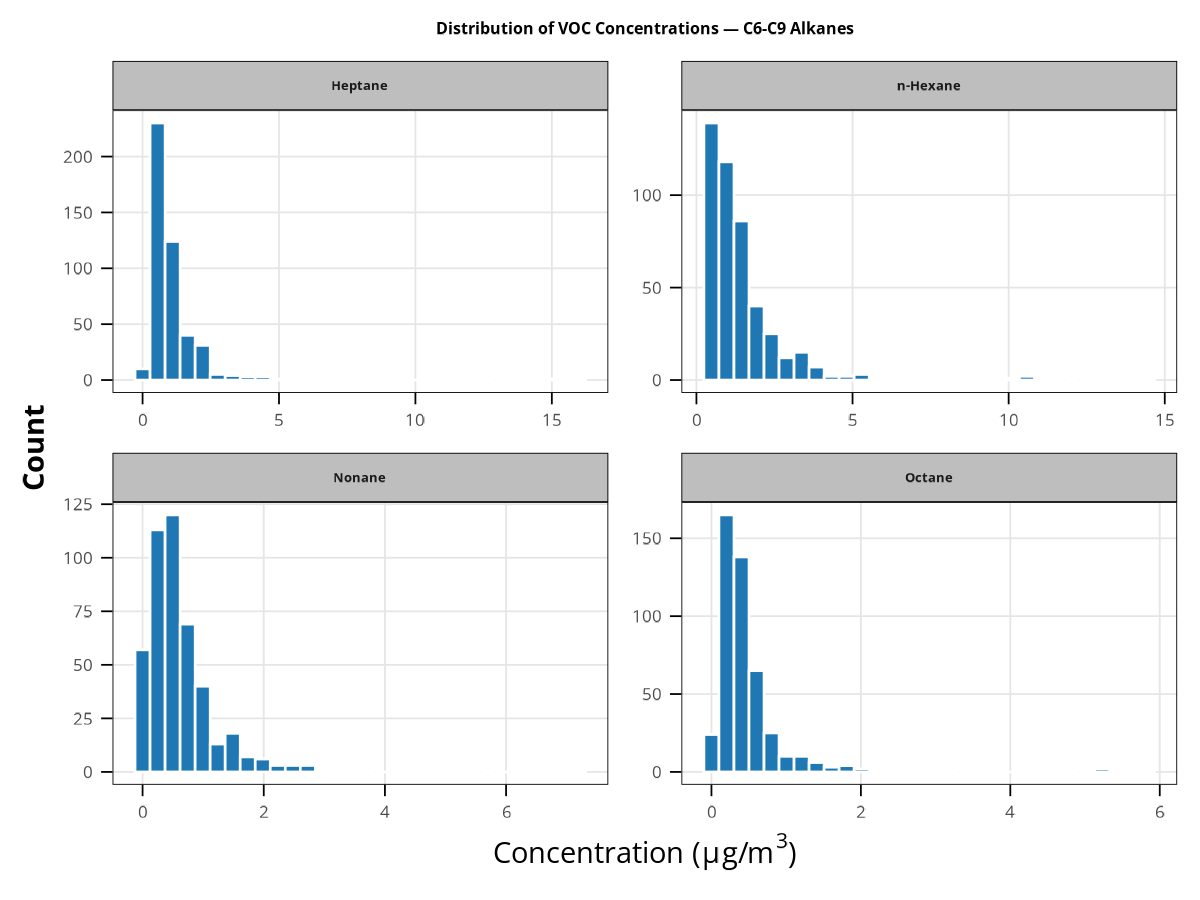 Distribution of VOC Concentrations — C6-C9 Alkanes
Heptane
n-Hexane
200
150
100
50
0
0 5 10 15
100
50
0
0 5 10 15
Count
Nonane
Octane
125
100
75
50
25
0
0 2 4 6
150
100
50
0
0 2 4 6
Concentration (µg/m³)